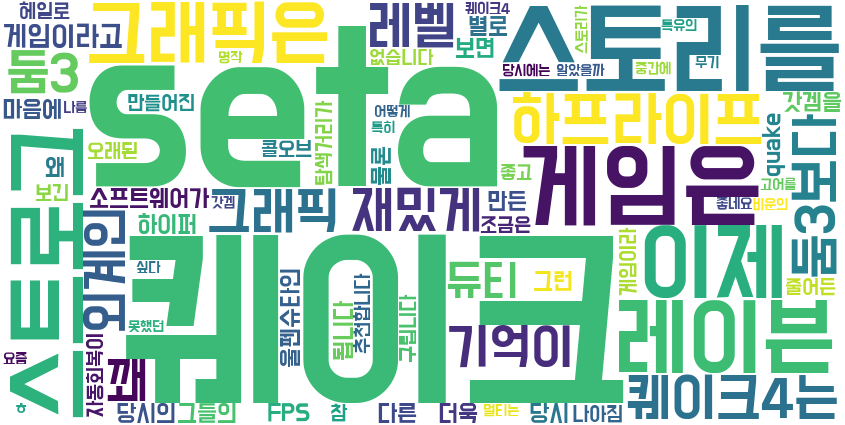 헤일로
게임이라고
그래픽은
레벨
퀘이크4
별로
보면
스토리가
특유의
스토리를
둠3
명작
없습니다
당시에는
알았을까
중간에
무기
seta
마음에
나름
만들어진
어떻게
특히
하프라이프
갓겜을
왜
오래된
콜오브
탐색거리가
물론
좋고
게임은
quake
고어를
둠3보다
보긴
소프트웨어가
갓겜
그래픽
재밌게
만든
조금은
좋네요
비운의
스트로그
외계인
하이퍼
싶다
못했던
퀘이크
울펜슈타인
됩니다
추천합니다
구립니다
듀티
그런
게임이라
이제
줄어든
기억이
레이븐
요즘
자동회복이
꽤
퀘이크4는
ㅎ
당시의
그들의
FPS
참
다른
더욱
멀티는
당시
나아짐